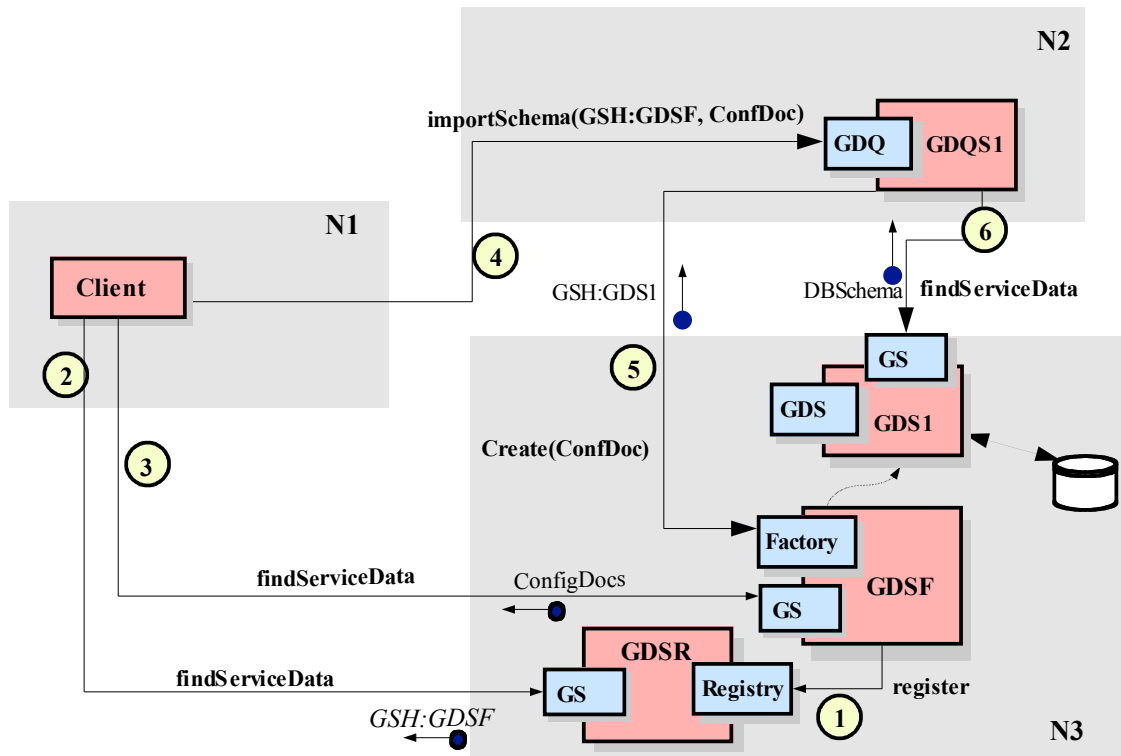 N2
importSchema(GSH:GDSF, ConfDoc)
GDQ
GDQS1
N1
4
6
Client
GSH:GDS1
DBSchema
findServiceData
2
5
GS
GDS
GDS1
3
Create(ConfDoc)
Factory
findServiceData
ConfigDocs
GDSF
GS
GDSR
findServiceData
GS
Registry
register
1
GSH:GDSF
N3